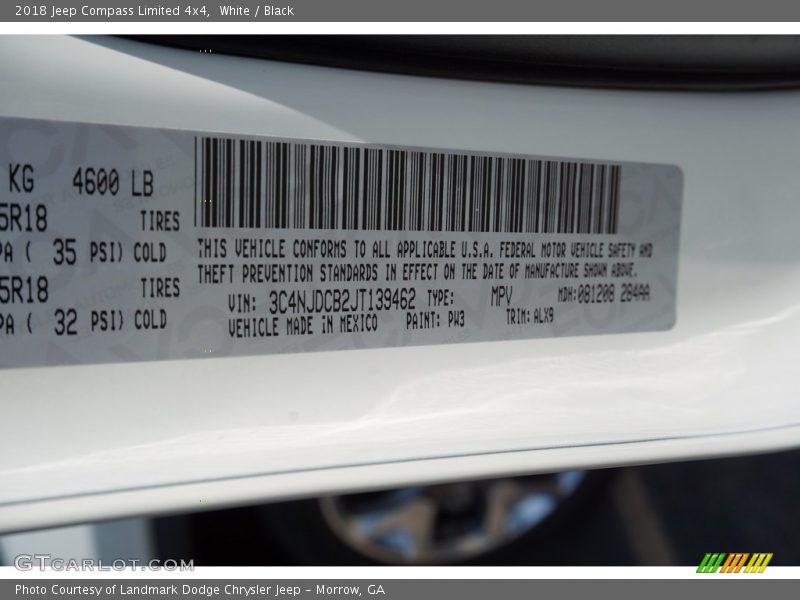 2018 Jeep Compass Limited 4x4, White / Black
KG 4600 LB
5R18 TIRES
PA ( 35 PSI) COLD
5R18 TIRES
PA ( 32 PSI) COLD
THIS VEHICLE CONFORMS TO ALL APPLICABLE U.S.A. FEDERAL MOTOR VEHICLE SAFETY AND
THEFT PREVENTION STANDARDS IN EFFECT ON THE DATE OF MANUFACTURE SHOWN ABOVE.
VIN: 3C4NJDCB2JT139462 TYPE: MPV MDH:081208 284AA
VEHICLE MADE IN MEXICO PAINT: PW3 TRIM: ALX9
GTCARLOT.COM
Photo Courtesy of Landmark Dodge Chrysler Jeep – Morrow, GA